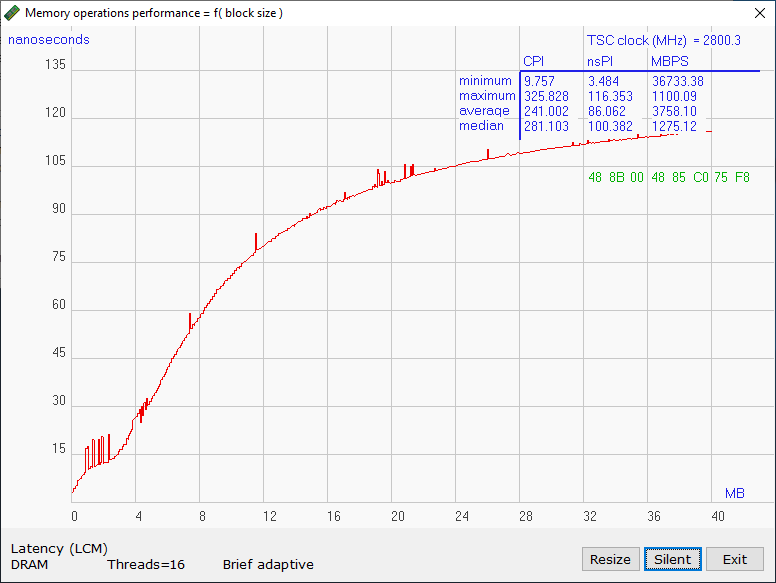 Memory operations performance = f( block size )
nanoseconds
TSC clock (MHz) = 2800.3
CPI nsPI MBPS
minimum 9.757 3.484 36733.38
maximum 325.828 116.353 1100.09
average 241.002 86.062 3758.10
median 281.103 100.382 1275.12
48 8B 00 48 85 C0 75 F8
135
120
105
90
75
60
45
30
15
MB
0 4 8 12 16 20 24 28 32 36 40
Latency (LCM)
DRAM Threads=16 Brief adaptive
Resize Silent Exit